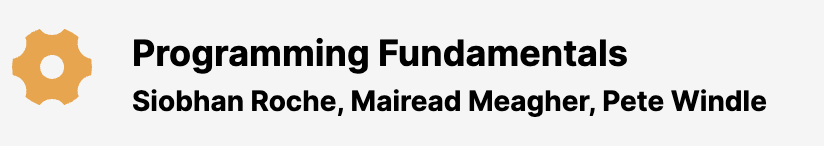 Programming Fundamentals
Siobhan Roche, Mairead Meagher, Pete Windle